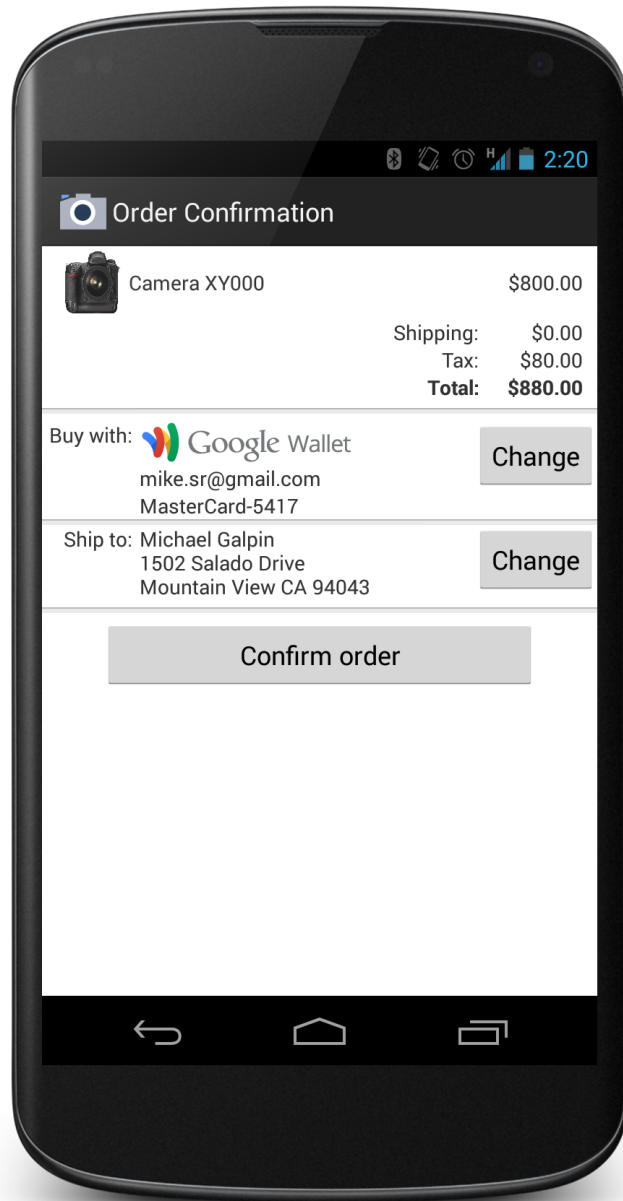 H 2:20
Order Confirmation
Camera XY000 $800.00
Shipping: $0.00
Tax: $80.00
Total: $880.00
Buy with: Google Wallet Change
mike.sr@gmail.com
MasterCard-5417
Ship to: Michael Galpin Change
1502 Salado Drive
Mountain View CA 94043
Confirm order